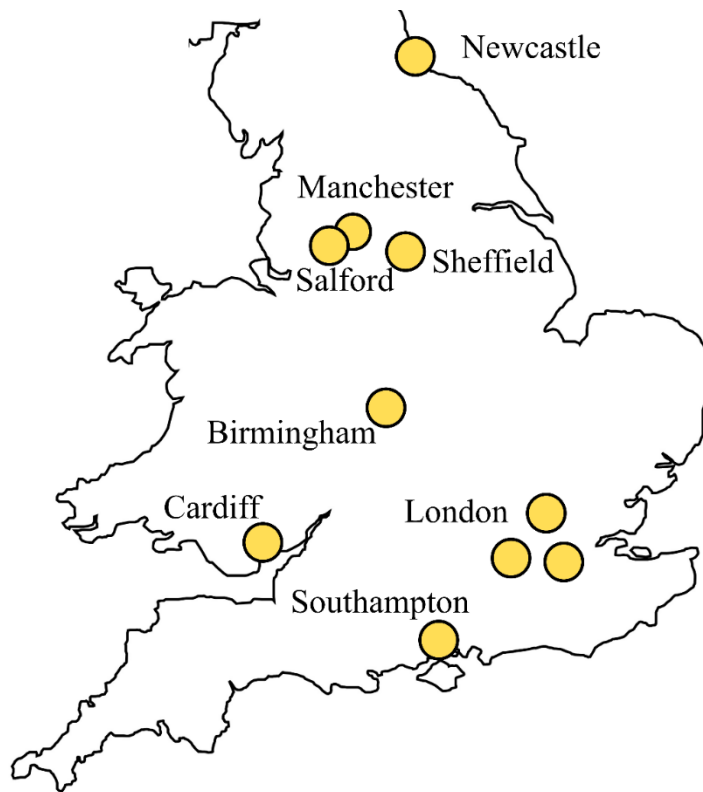 Newcastle
Manchester
Salford
Sheffield
Birmingham
Cardiff
London
Southampton